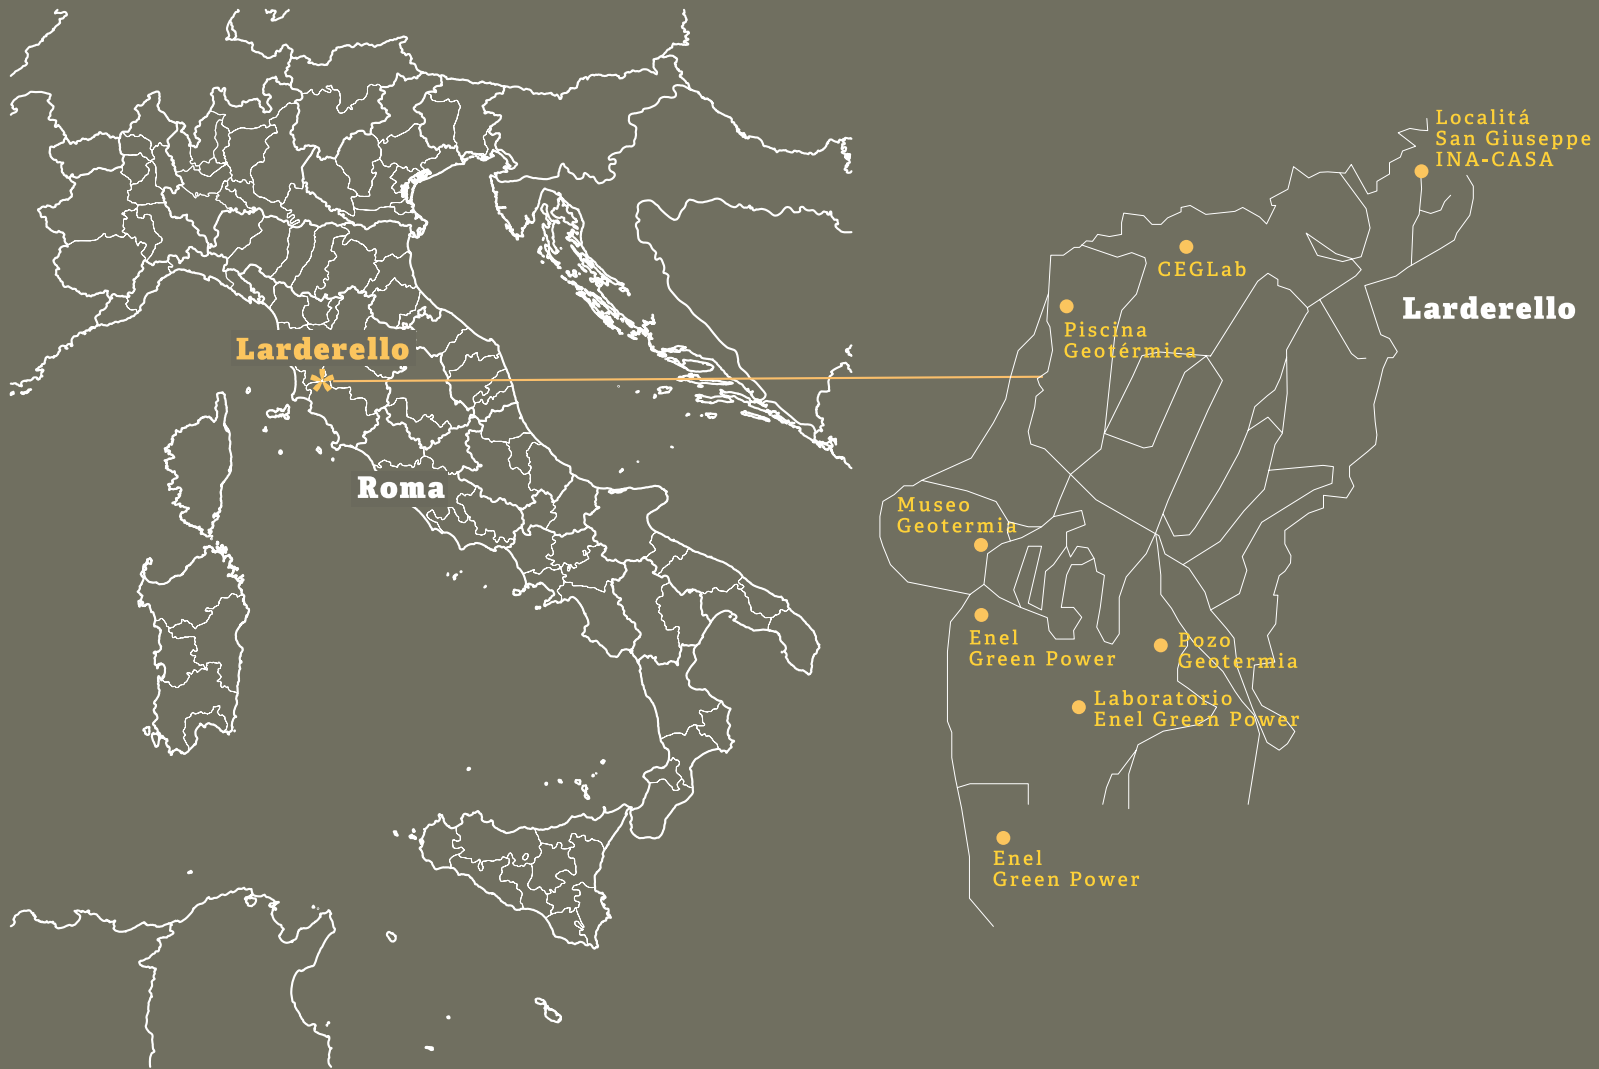 Larderello
Roma
Localitá
San Giuseppe
INA-CASA
CEGLab
Larderello
Piscina
Geotérmica
Museo
Geotermia
Enel
Green Power
Pozo
Geotermia
Laboratorio
Enel Green Power
Enel
Green Power